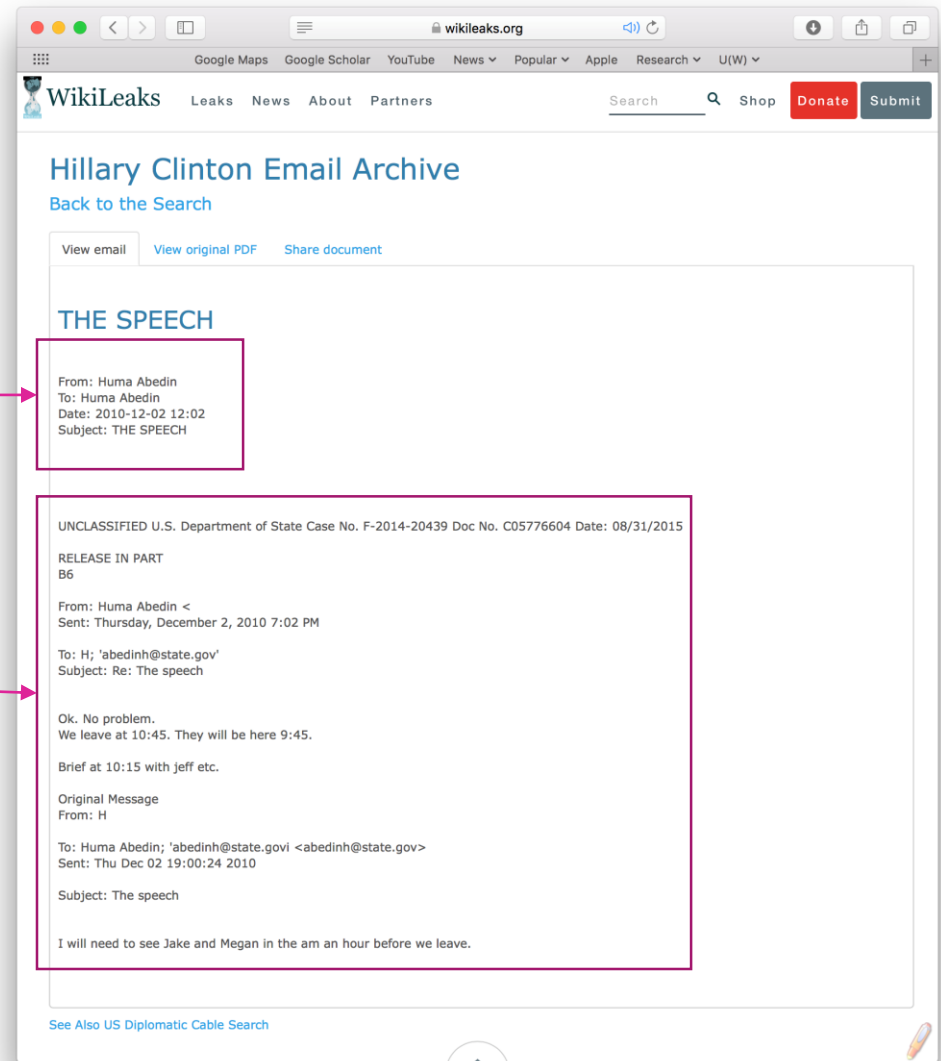 wikileaks.org
Google Maps Google Scholar YouTube News Popular Apple Research U(W)
WikiLeaks Leaks News About Partners Search Shop Donate Submit
Hillary Clinton Email Archive
Back to the Search
View email View original PDF Share document
THE SPEECH
From: Huma Abedin
To: Huma Abedin
Date: 2010-12-02 12:02
Subject: THE SPEECH
UNCLASSIFIED U.S. Department of State Case No. F-2014-20439 Doc No. C05776604 Date: 08/31/2015
RELEASE IN PART
B6
From: Huma Abedin <
Sent: Thursday, December 2, 2010 7:02 PM
To: H; 'abedinh@state.gov'
Subject: Re: The speech
Ok. No problem.
We leave at 10:45. They will be here 9:45.
Brief at 10:15 with jeff etc.
Original Message
From: H
To: Huma Abedin; 'abedinh@state.govi <abedinh@state.gov>
Sent: Thu Dec 02 19:00:24 2010
Subject: The speech
I will need to see Jake and Megan in the am an hour before we leave.
See Also US Diplomatic Cable Search